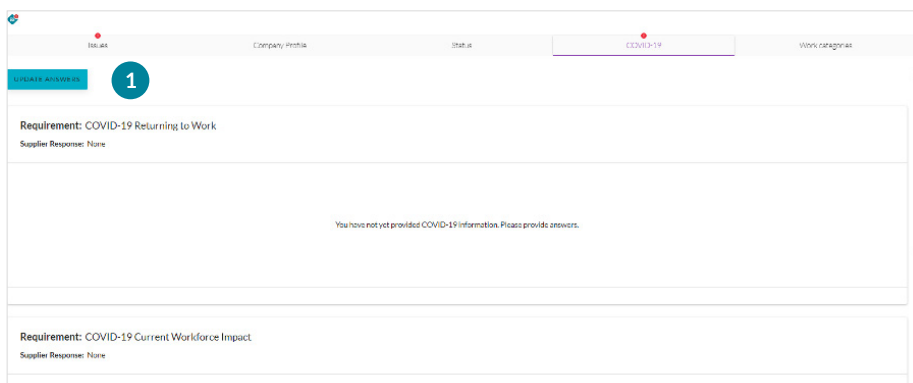 Issues
Company Profile
Status
COVID-19
Work categories
UPDATE ANSWERS
1
Requirement: COVID-19 Returning to Work
Supplier Response: None
You have not yet provided COVID-19 information. Please provide answers.
Requirement: COVID-19 Current Workforce Impact
Supplier Response: None